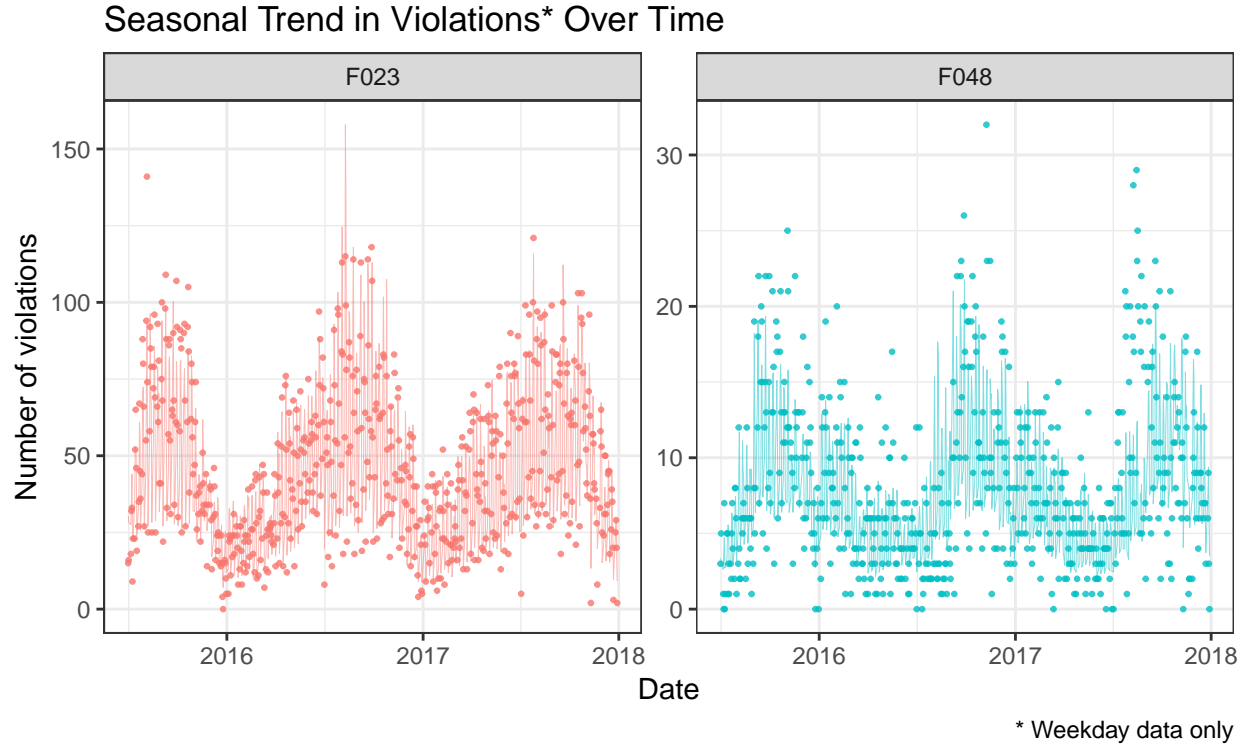 Seasonal Trend in Violations* Over Time
F023
F048
Number of violations
150
100
50
0
30
20
10
0
2016
2017
2018
2016
2017
2018
Date
* Weekday data only